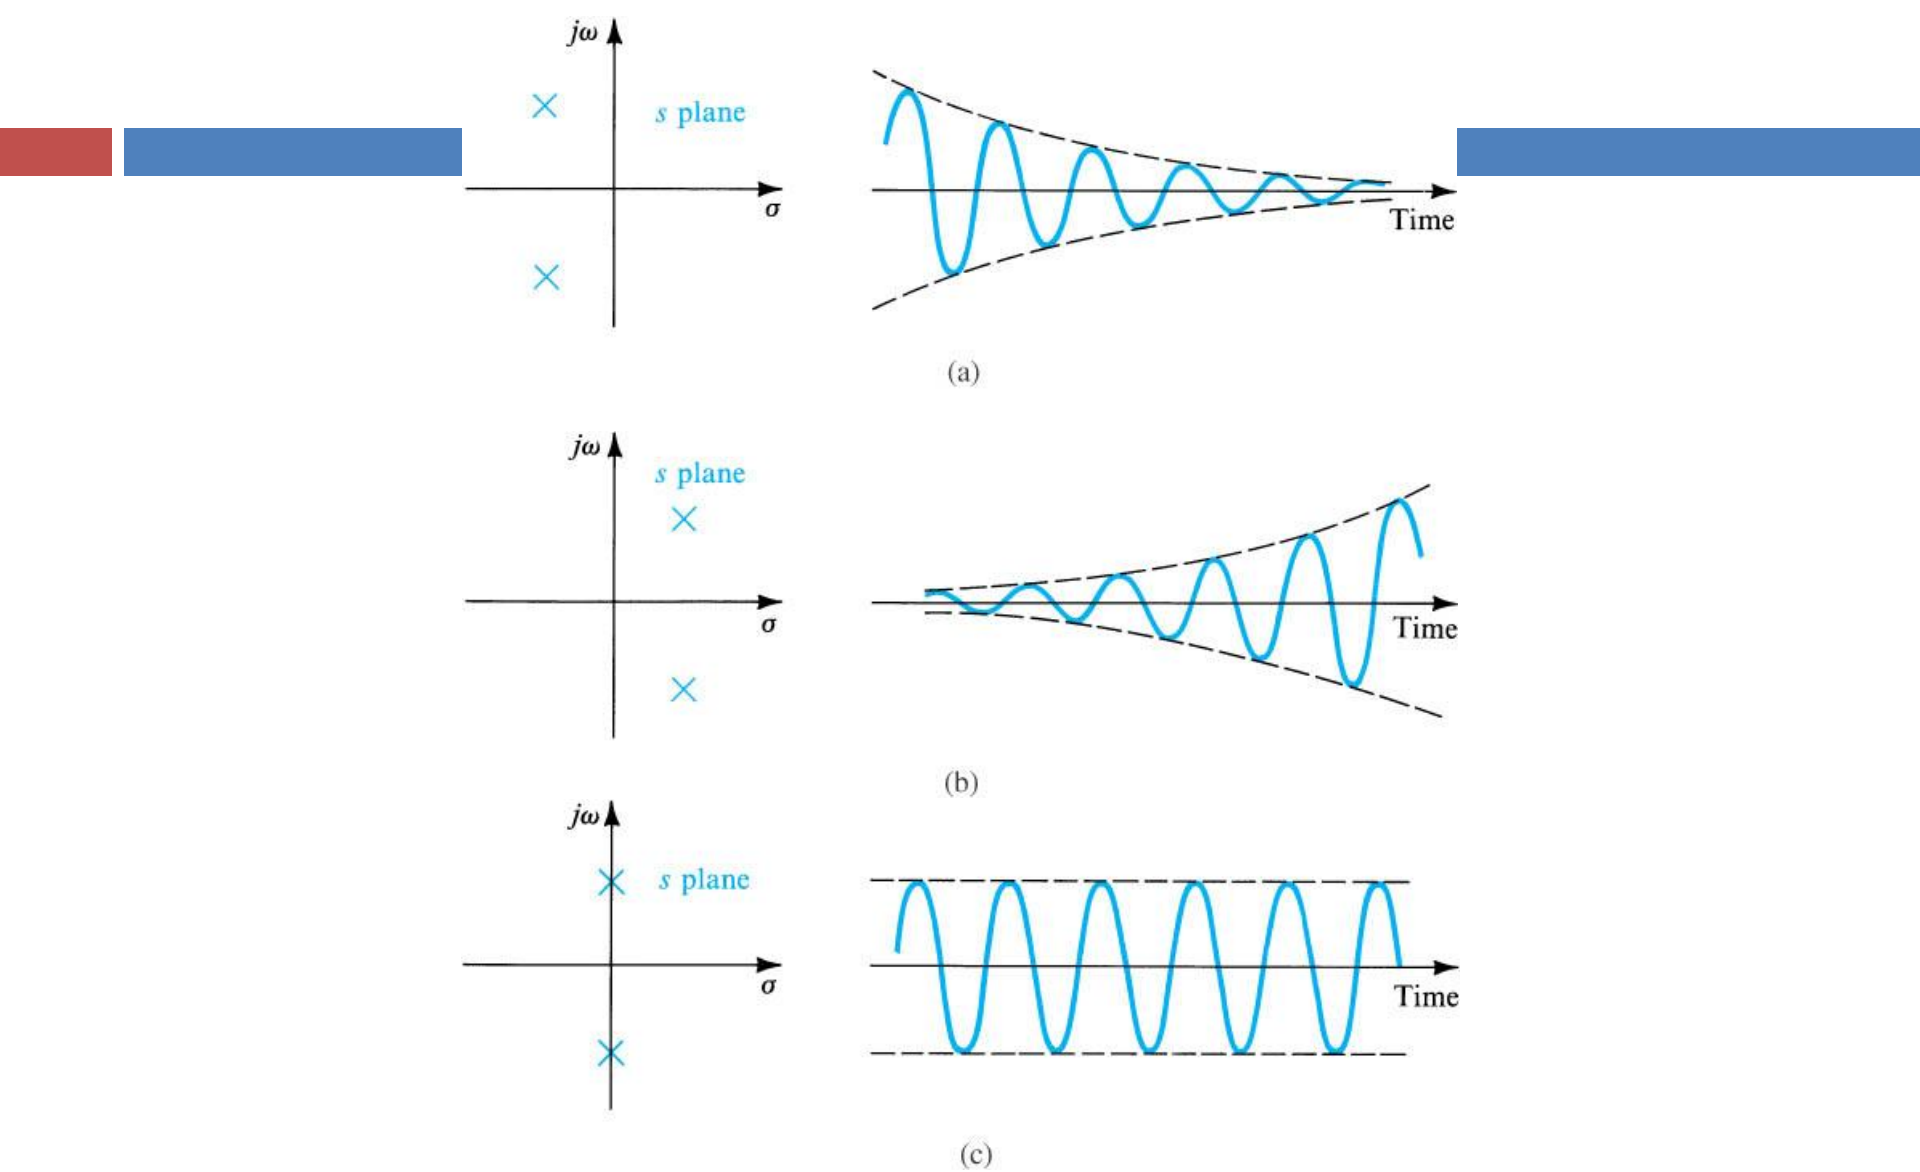 jω
s plane
σ
Time
(a)
jω
s plane
σ
Time
(b)
jω
s plane
σ
Time
(c)